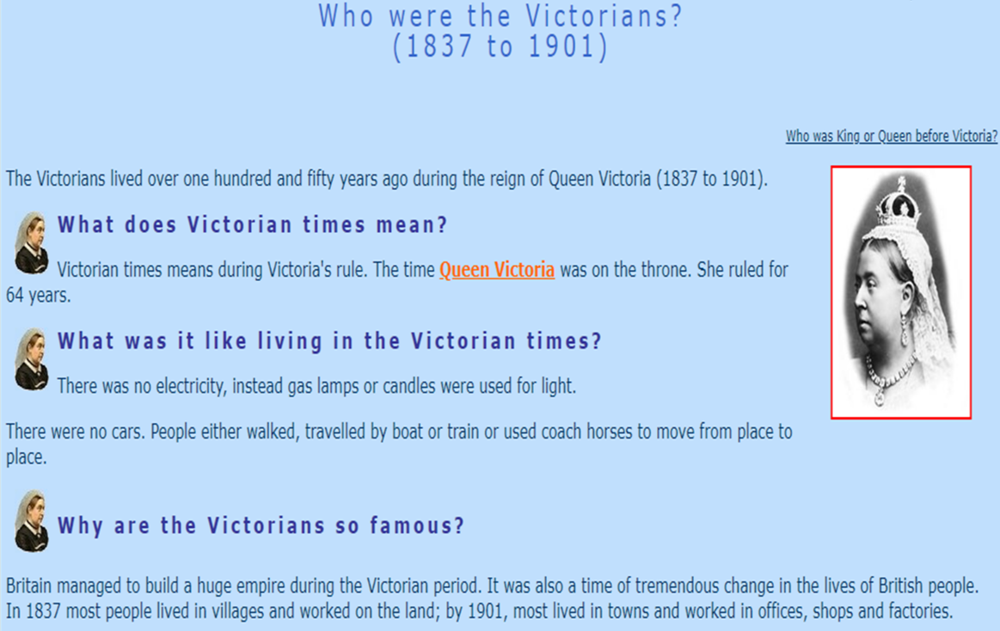 Who were the Victorians?
(1837 to 1901)
Who was King or Queen before Victoria?
The Victorians lived over one hundred and fifty years ago during the reign of Queen Victoria (1837 to 1901).
What does Victorian times mean?
Victorian times means during Victoria's rule. The time Queen Victoria was on the throne. She ruled for
64 years.
What was it like living in the Victorian times?
There was no electricity, instead gas lamps or candles were used for light.
There were no cars. People either walked, travelled by boat or train or used coach horses to move from place to
place.
Why are the Victorians so famous?
Britain managed to build a huge empire during the Victorian period. It was also a time of tremendous change in the lives of British people.
In 1837 most people lived in villages and worked on the land; by 1901, most lived in towns and worked in offices, shops and factories.